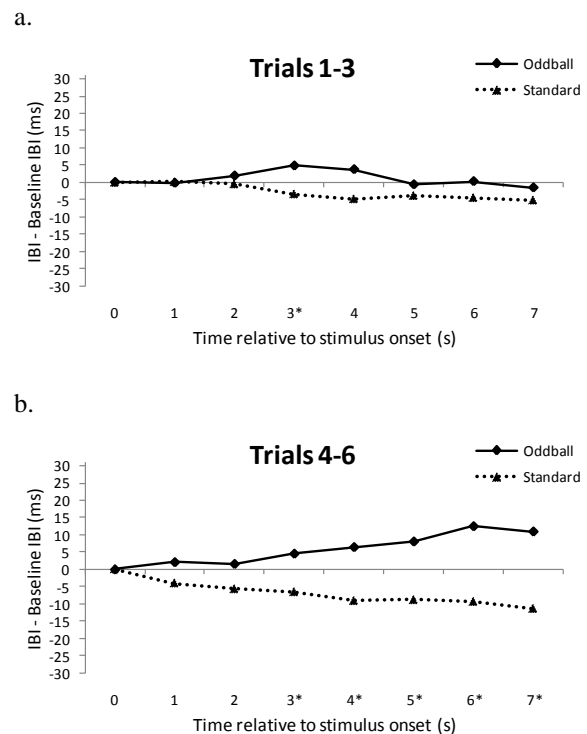 a.
Trials 1-3
Oddball
Standard
IBI - Baseline IBI (ms)
30
25
20
15
10
5
0
-5
-10
-15
-20
-25
-30
0 1 2 3* 4 5 6 7
Time relative to stimulus onset (s)
b.
Trials 4-6
Oddball
Standard
IBI - Baseline IBI (ms)
30
25
20
15
10
5
0
-5
-10
-15
-20
-25
-30
0 1 2 3* 4* 5* 6* 7*
Time relative to stimulus onset (s)